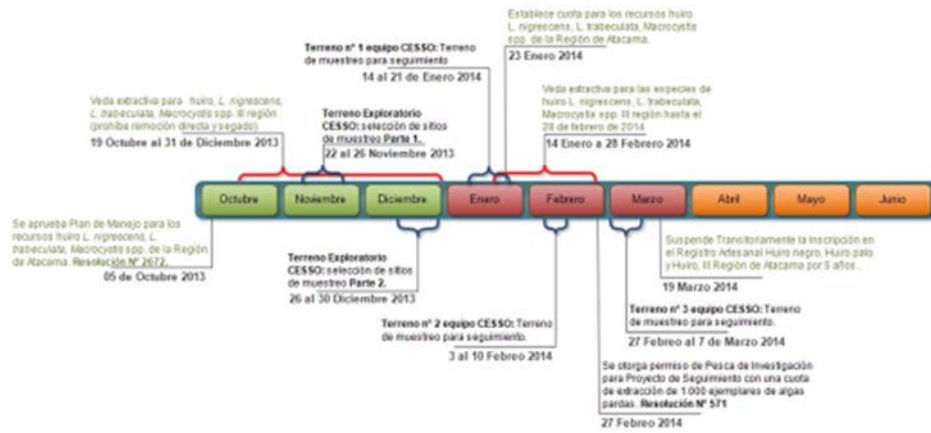 Establece cuota para los recursos huiro
L. nigrescens, L. trabeculata, Macrocystis
spp. de la Región de Atacama.
23 Enero 2014
Terreno nº 1 equipo CESSO: Terreno
de muestreo para seguimiento
14 al 21 de Enero 2014
Veda extractiva para huiro, L. nigrescens,
L. trabeculata, Macrocystis spp. III
región (prohíbe remoción directa y segado).
19 Octubre al 31 de Diciembre 2013
Terreno Exploratorio
CESSO: selección de sitios
de muestreo Parte 1.
22 al 26 Noviembre 2013
Veda extractiva para las especies de
huiro L. nigrescens, L. trabeculata,
Macrocystis spp. III región hasta el
28 de febrero de 2014
14 Enero a 28 Febrero 2014
Octubre Noviembre Diciembre Enero Febrero Marzo Abril Mayo Junio
Se aprueba Plan de Manejo para los
recursos huiro L. nigrescens, L.
trabeculata, Macrocystis spp. de la Región
de Atacama. Resolución Nº 2672.
05 de Octubre 2013
Terreno Exploratorio
CESSO: selección de sitios
de muestreo Parte 2.
26 al 30 Diciembre 2013
Terreno nº 2 equipo CESSO: Terreno
de muestreo para seguimiento.
3 al 10 Febreo 2014
Suspende Transitoriamente la Inscripción en
el Registro Artesanal Huiro negro, Huiro palo
y Huiro, III Región de Atacama por 5 años.
19 Marzo 2014
Terreno nº 3 equipo CESSO: Terreno
de muestreo para seguimiento.
27 Febreo al 7 de Marzo 2014
Se otorga permiso de Pesca de Investigación
para Proyecto de Seguimiento con una cuota
de extracción de 1.000 ejemplares de algas
pardas. Resolución Nº 571
27 Febreo 2014